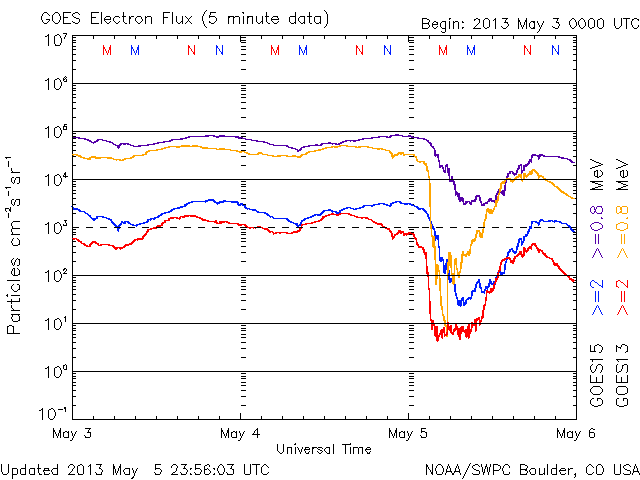 GOES Electron Flux (5 minute data)
Begin: 2013 May 3 0000 UTC
10⁷
M M N N M M N N M M N N
10⁶
10⁵
10⁴
10³
10²
10¹
10⁰
10⁻¹
Particles cm⁻²s⁻¹sr⁻¹
May 3
May 4
May 5
May 6
Universal Time
GOES15 >=2 >=0.8 MeV
GOES13 >=2 >=0.8 MeV
Updated 2013 May 5 23:56:03 UTC
NOAA/SWPC Boulder, CO USA